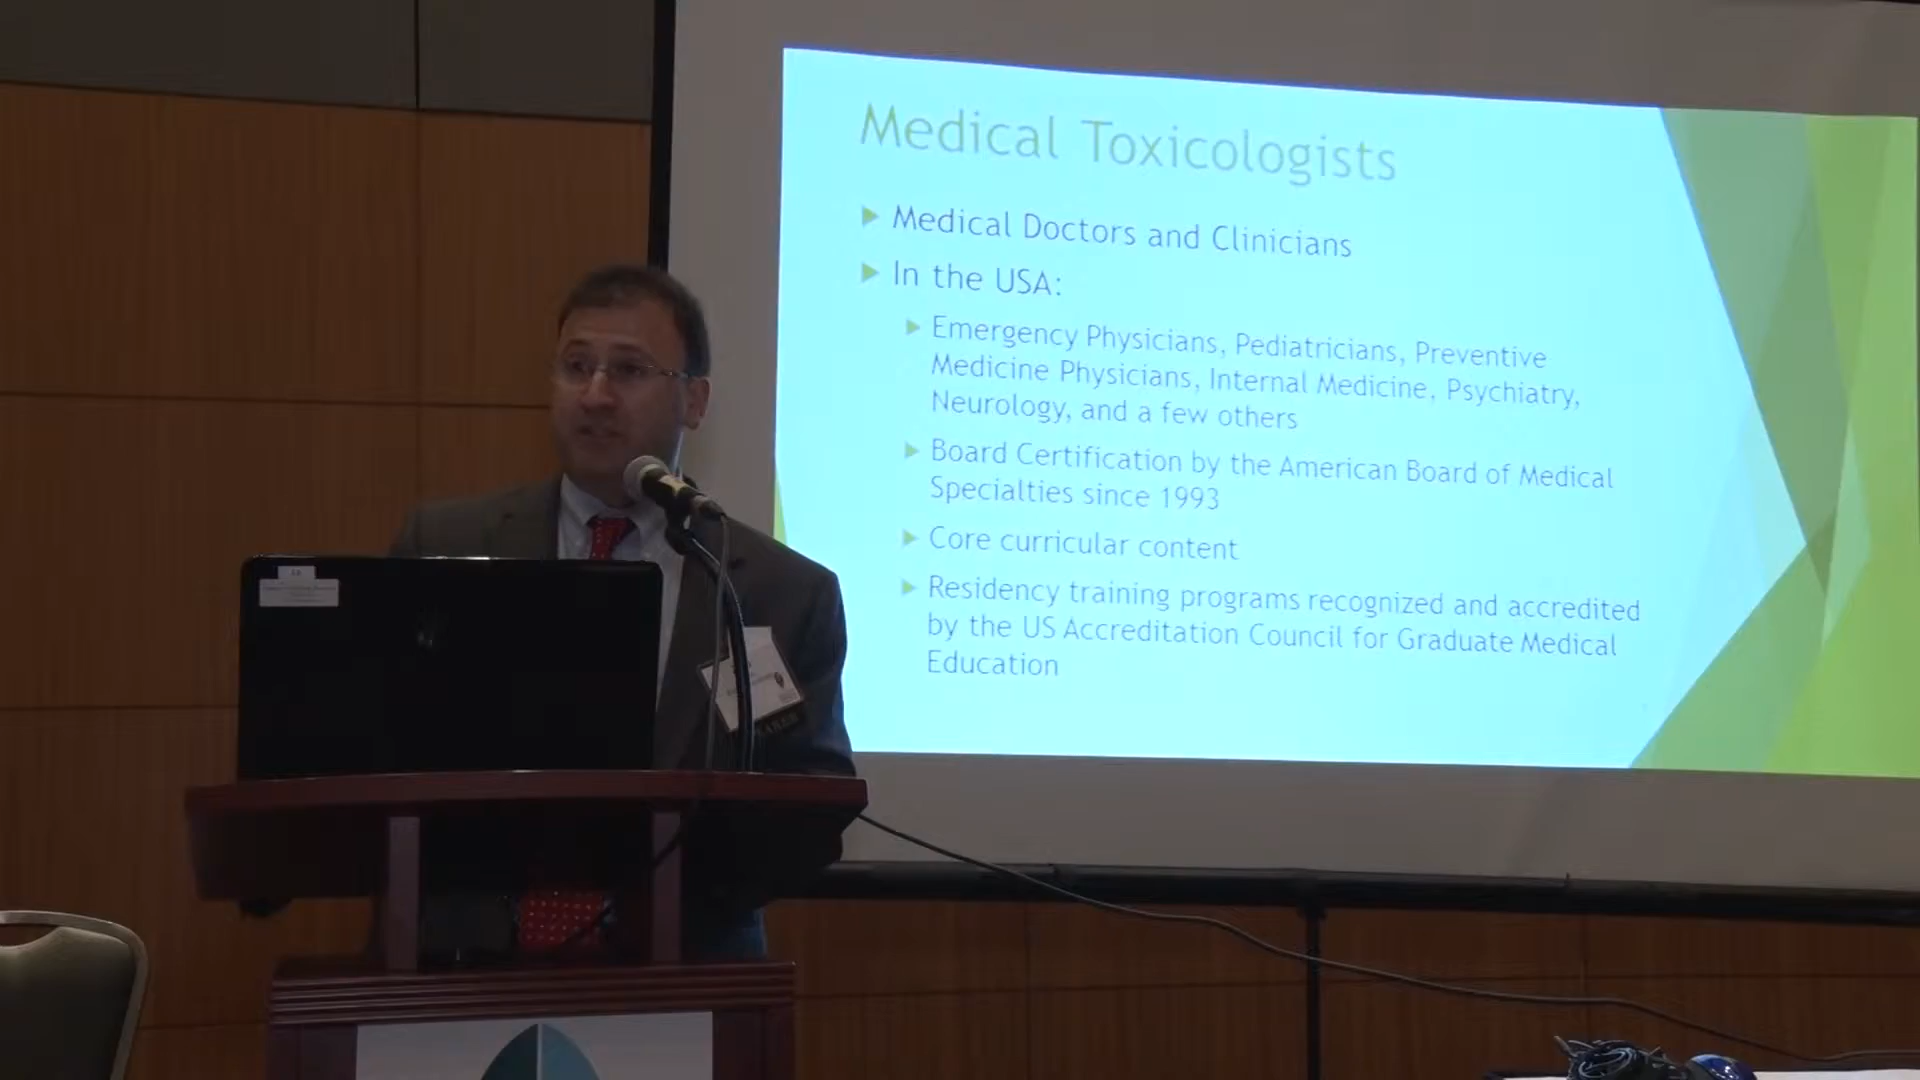 Medical Toxicologists
Medical Doctors and Clinicians
In the USA:
Emergency Physicians, Pediatricians, Preventive
Medicine Physicians, Internal Medicine, Psychiatry,
Neurology, and a few others
Board Certification by the American Board of Medical
Specialties since 1993
Core curricular content
Residency training programs recognized and accredited
by the US Accreditation Council for Graduate Medical
Education